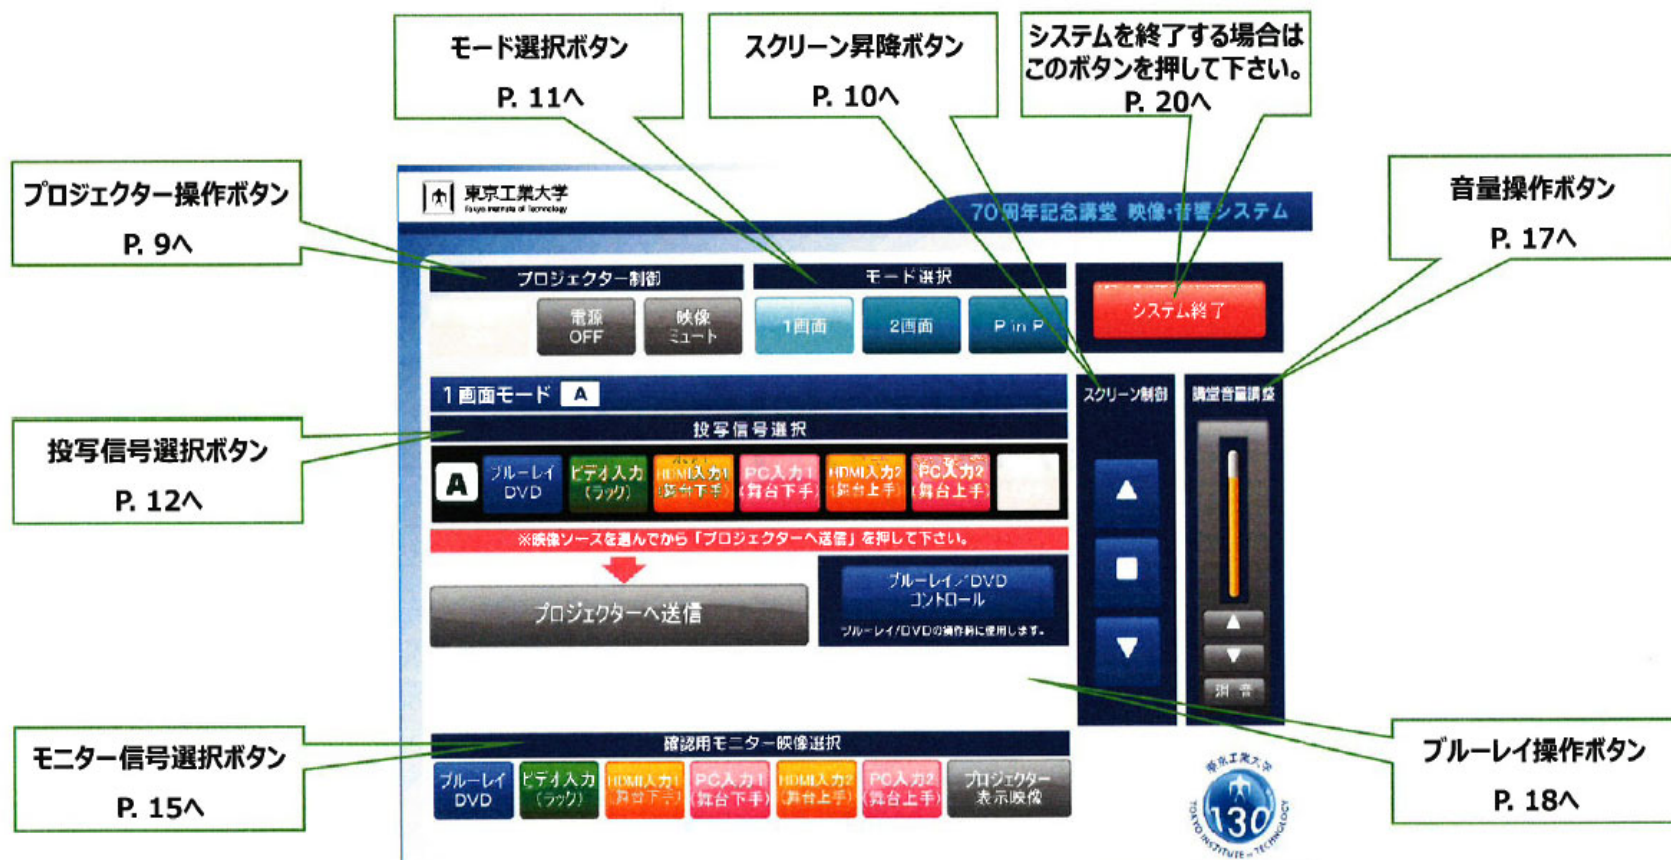 モード選択ボタン
P. 11へ
スクリーン昇降ボタン
P. 10へ
システムを終了する場合は
このボタンを押して下さい。
P. 20へ
プロジェクター操作ボタン
P. 9へ
音量操作ボタン
P. 17へ
東京工業大学
Tokyo Institute of Technology
70周年記念講堂 映像・音響システム
プロジェクター制御
モード選択
電源
OFF
映像
ミュート
1画面
2画面
P in P
システム終了
1画面モード A
スクリーン制御
講堂音量調整
投写信号選択ボタン
P. 12へ
投写信号選択
A
ブルーレイ
DVD
ビデオ入力
(ラック)
HDMI入力1
(舞台下手)
PC入力1
(舞台下手)
HDMI入力2
(舞台上手)
PC入力2
(舞台上手)
※映像ソースを選んでから「プロジェクターへ送信」を押して下さい。
プロジェクターへ送信
ブルーレイ/DVD
コントロール
ブルーレイ/DVDの操作時に使用します。
消音
モニター信号選択ボタン
P. 15へ
確認用モニター映像選択
ブルーレイ
DVD
ビデオ入力
(ラック)
HDMI入力1
(舞台下手)
PC入力1
(舞台下手)
HDMI入力2
(舞台上手)
PC入力2
(舞台上手)
プロジェクター
表示映像
ブルーレイ操作ボタン
P. 18へ
東京工業大学
130
TOKYO INSTITUTE OF TECHNOLOGY